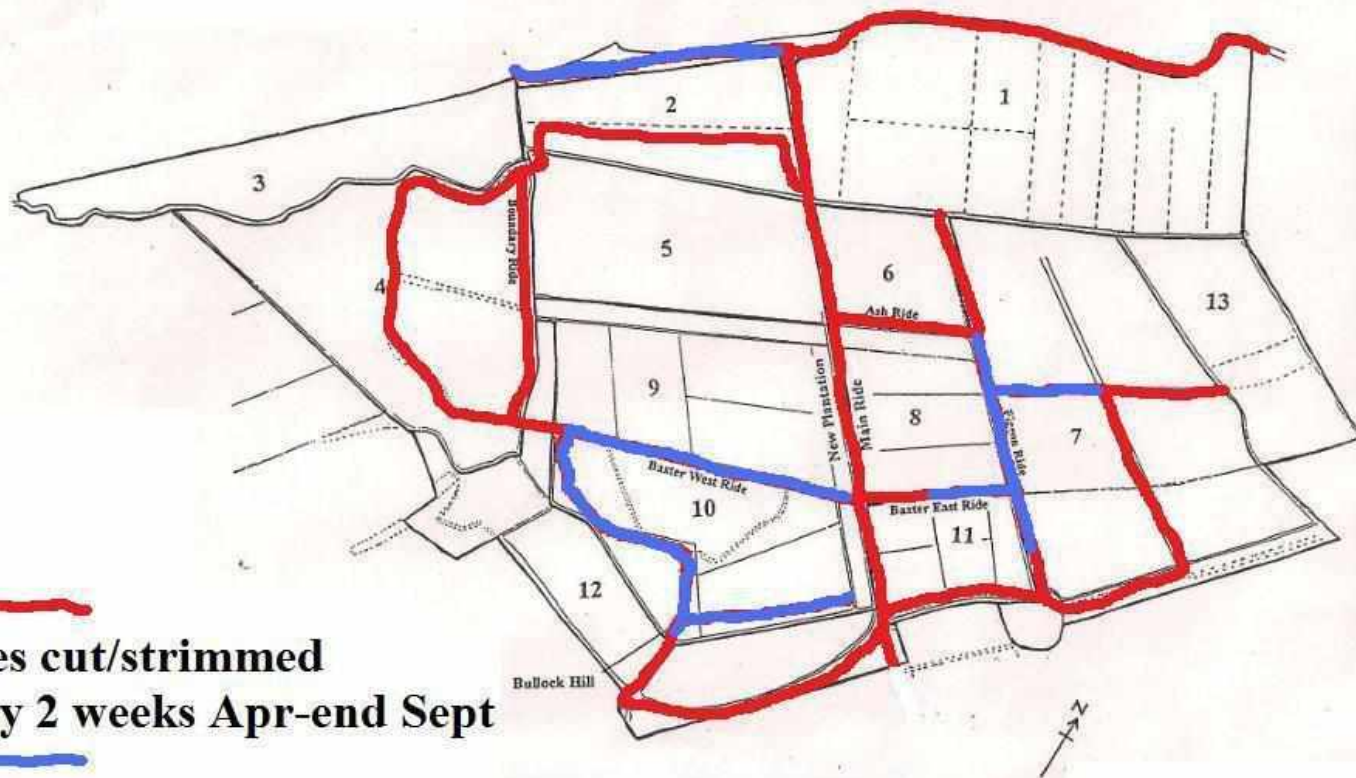 1
2
3
Boundary Ride
4
5
6
13
Ash Ride
9
New Plantation
Main Ride
8
Ride
7
Baxter West Ride
10
Baxter East Ride
11
12
Bullock Hill
es cut/strimmed
y 2 weeks Apr-end Sept
Z